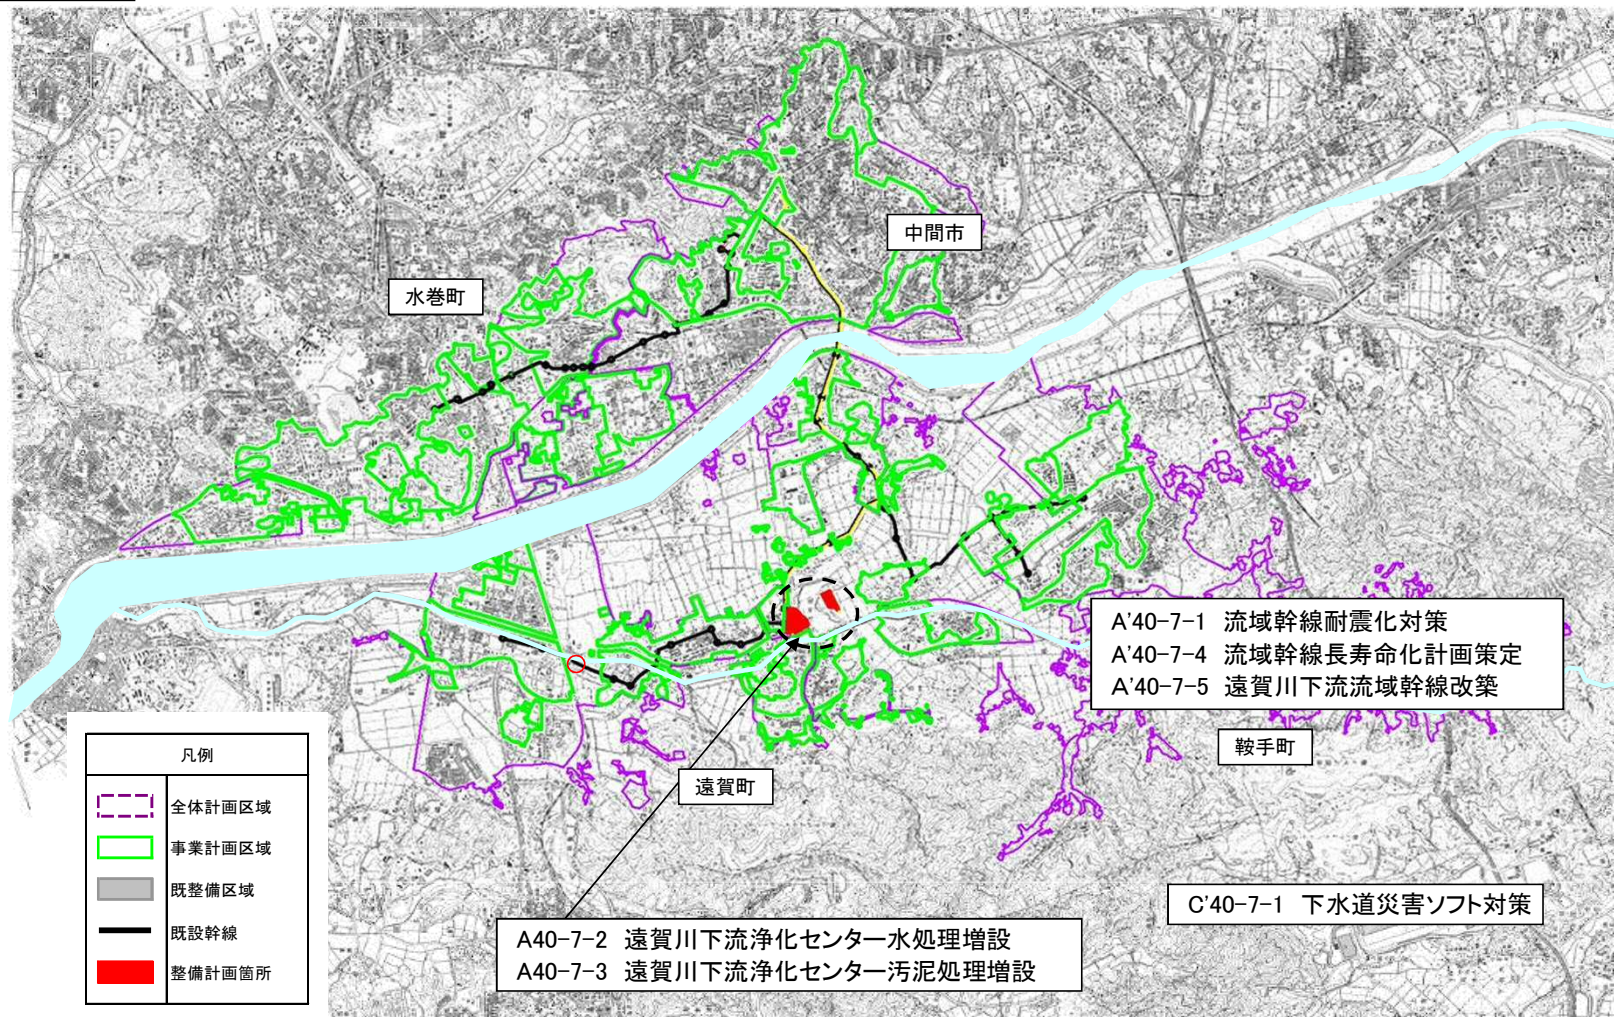 中間市
水巻町
A'40-7-1 流域幹線耐震化対策
A'40-7-4 流域幹線長寿命化計画策定
A'40-7-5 遠賀川下流流域幹線改築
鞍手町
遠賀町
凡例
全体計画区域
事業計画区域
既整備区域
既設幹線
整備計画箇所
C'40-7-1 下水道災害ソフト対策
A40-7-2 遠賀川下流浄化センター水処理増設
A40-7-3 遠賀川下流浄化センター汚泥処理増設